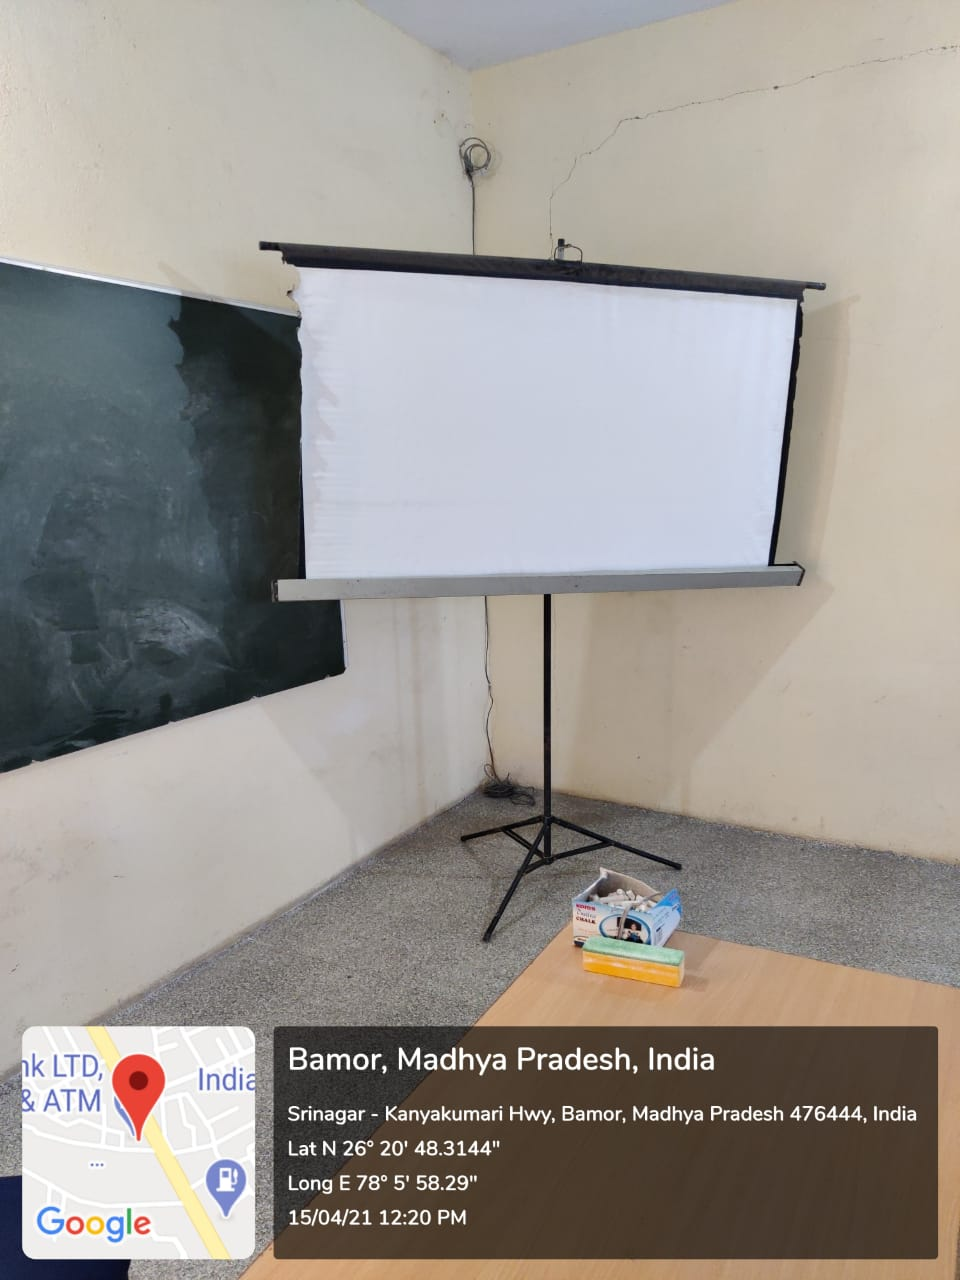 CHALK
nk LTD,
& ATM
India
Google
Bamor, Madhya Pradesh, India
Srinagar - Kanyakumari Hwy, Bamor, Madhya Pradesh 476444, India
Lat N 26° 20' 48.3144"
Long E 78° 5' 58.29"
15/04/21 12:20 PM